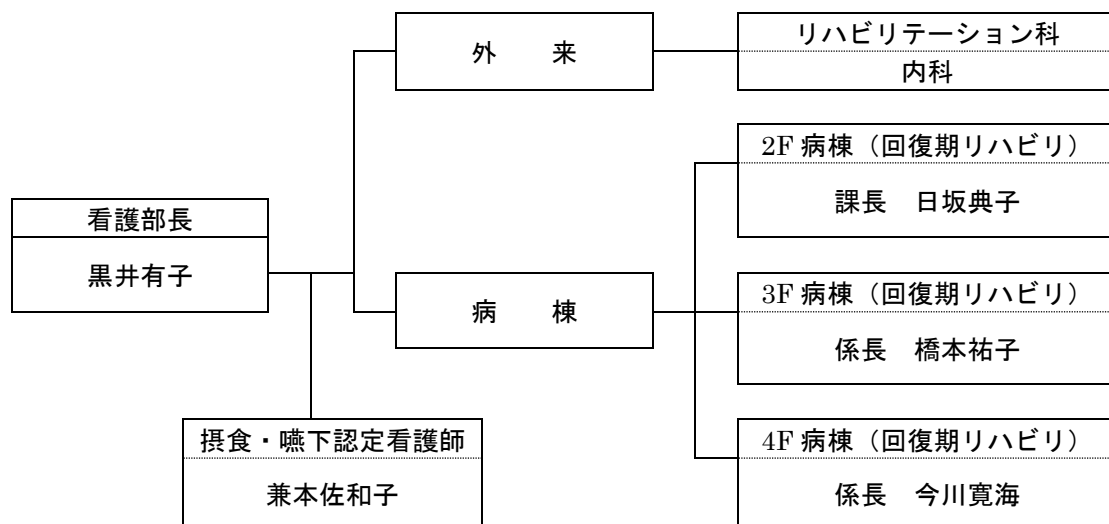 外　　来
リハビリテーション科
内科
2F 病棟（回復期リハビリ）
課長　日坂典子
看護部長
黒井有子
病　　棟
3F 病棟（回復期リハビリ）
係長　橋本祐子
摂食・嚥下認定看護師
兼本佐和子
4F 病棟（回復期リハビリ）
係長　今川寛海